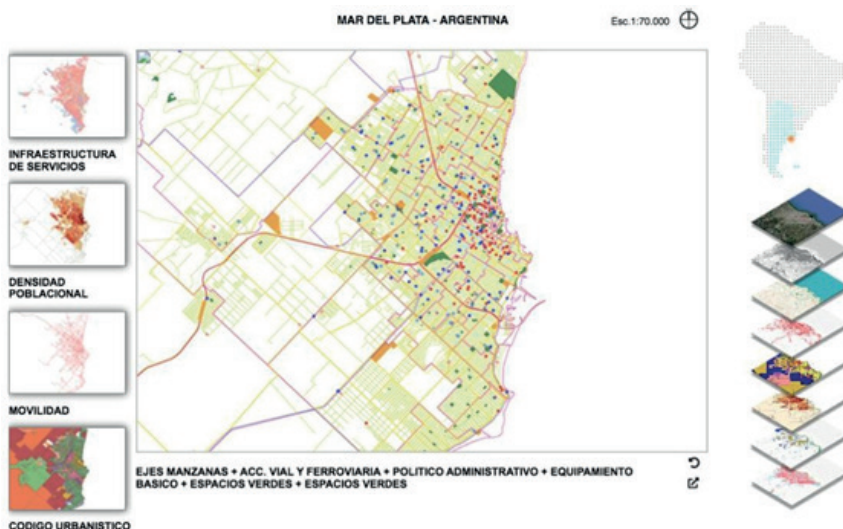 MAR DEL PLATA - ARGENTINA
Esc.1:70.000
INFRAESTRUCTURA
DE SERVICIOS
DENSIDAD
POBLACIONAL
MOVILIDAD
CODIGO URBANISTICO
EJES MANZANAS + ACC. VIAL Y FERROVIARIA + POLITICO ADMINISTRATIVO + EQUIPAMIENTO
BASICO + ESPACIOS VERDES + ESPACIOS VERDES